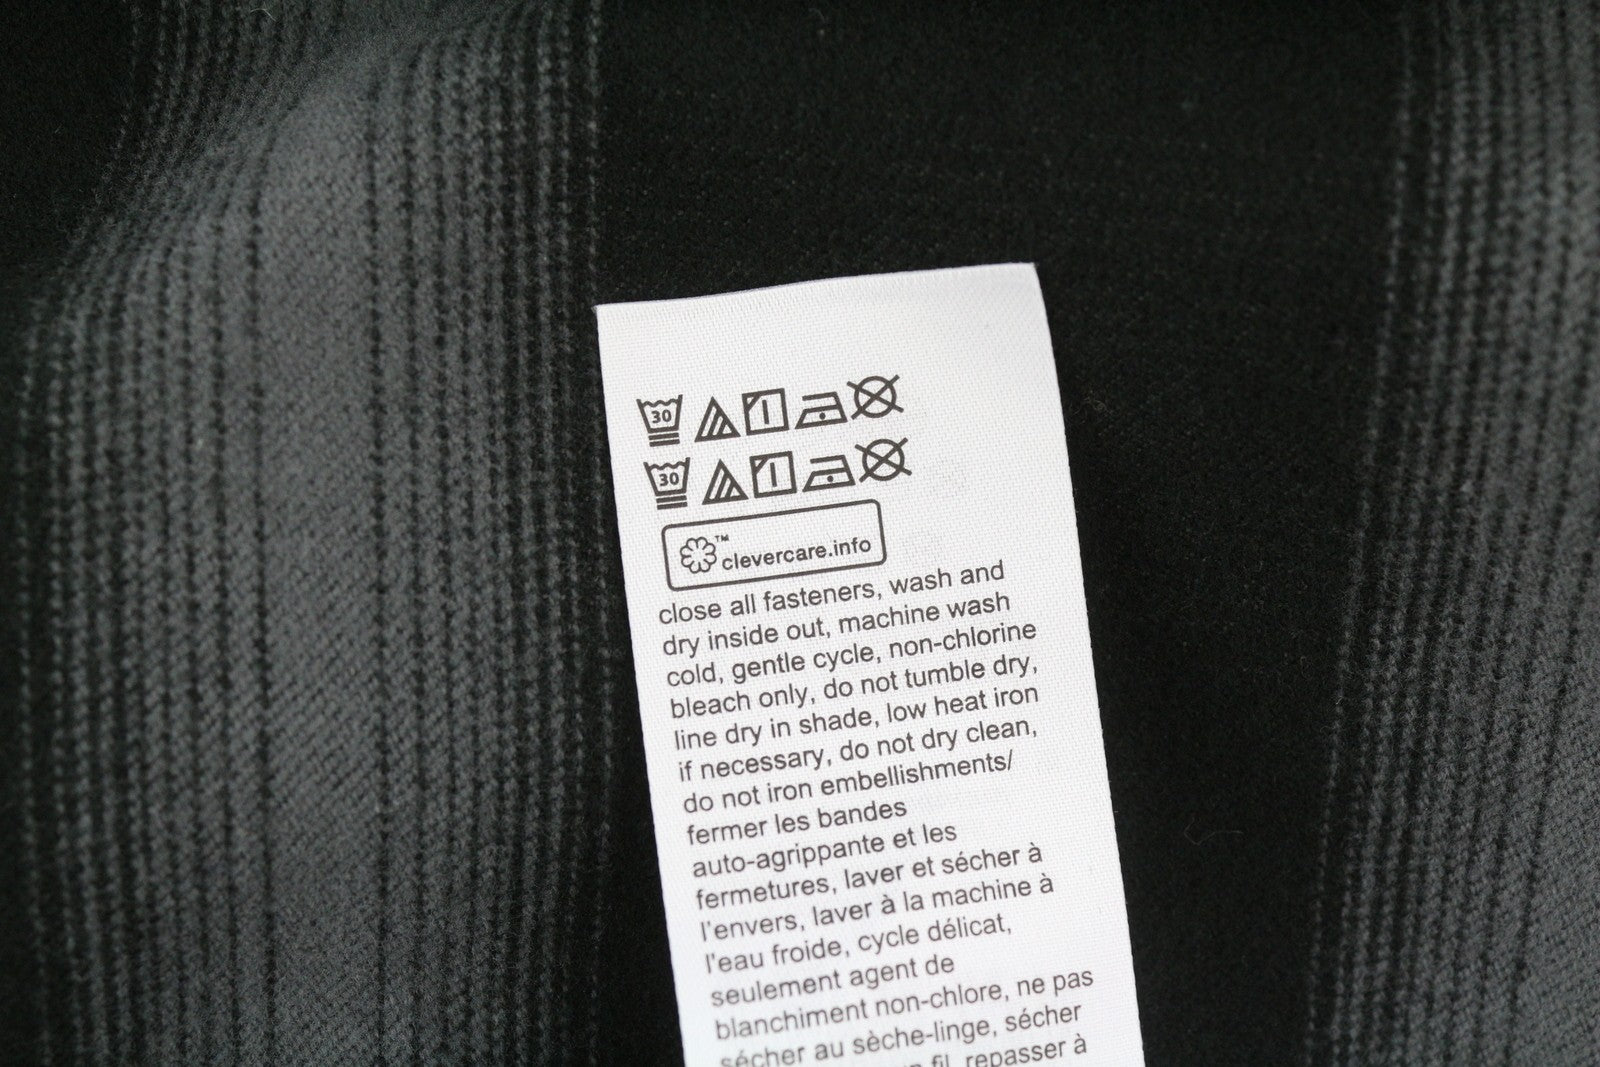 30
30
™ clevercare.info
close all fasteners, wash and
dry inside out, machine wash
cold, gentle cycle, non-chlorine
bleach only, do not tumble dry,
line dry in shade, low heat iron
if necessary, do not dry clean,
do not iron embellishments/
fermer les bandes
auto-agrippante et les
fermetures, laver et sécher à
l'envers, laver à la machine à
l'eau froide, cycle délicat,
seulement agent de
blanchiment non-chlore, ne pas
sécher au sèche-linge, sécher
fil, repasser à